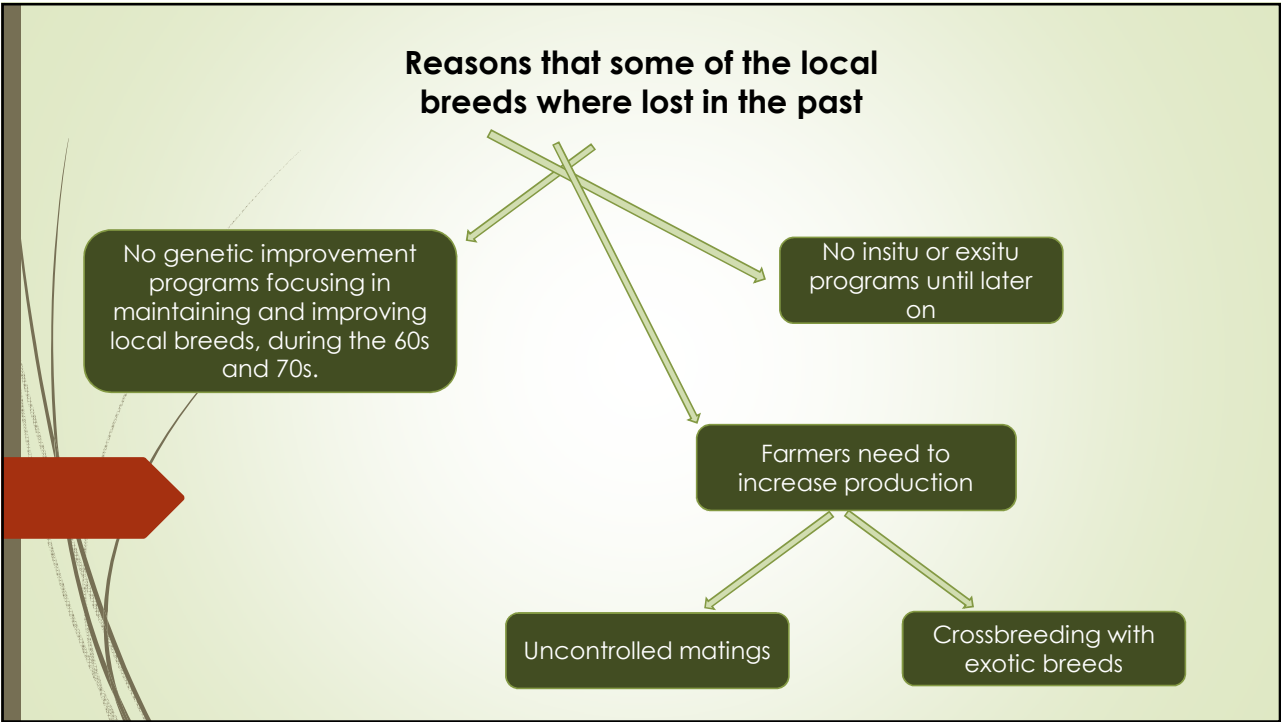 Reasons that some of the local
breeds where lost in the past
No genetic improvement
programs focusing in
maintaining and improving
local breeds, during the 60s
and 70s.
No insitu or exsitu
programs until later
on
Farmers need to
increase production
Uncontrolled matings
Crossbreeding with
exotic breeds